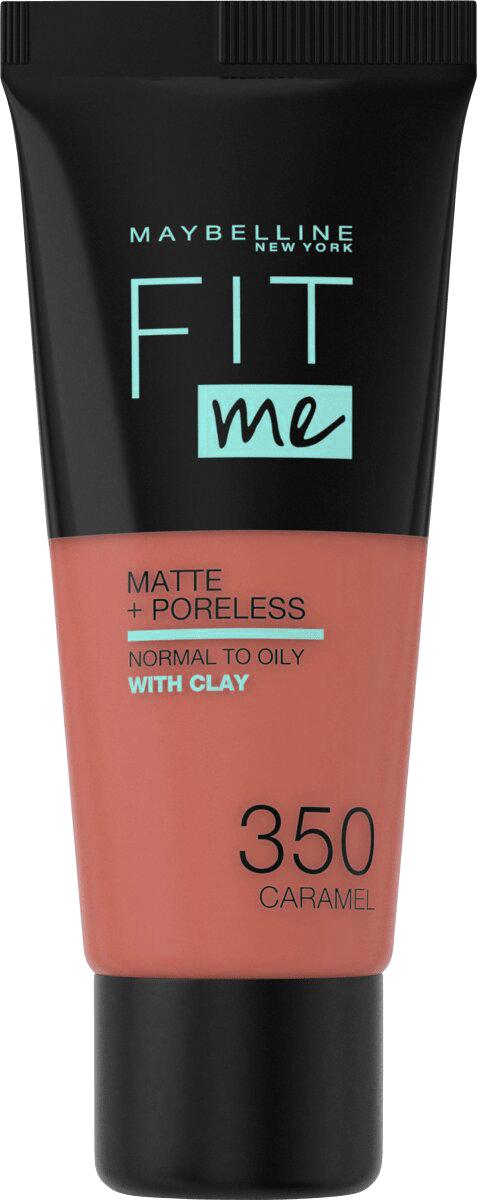 MAYBELLINE
NEW YORK
FIT
me
MATTE
+ PORELESS
NORMAL TO OILY
WITH CLAY
350
CARAMEL